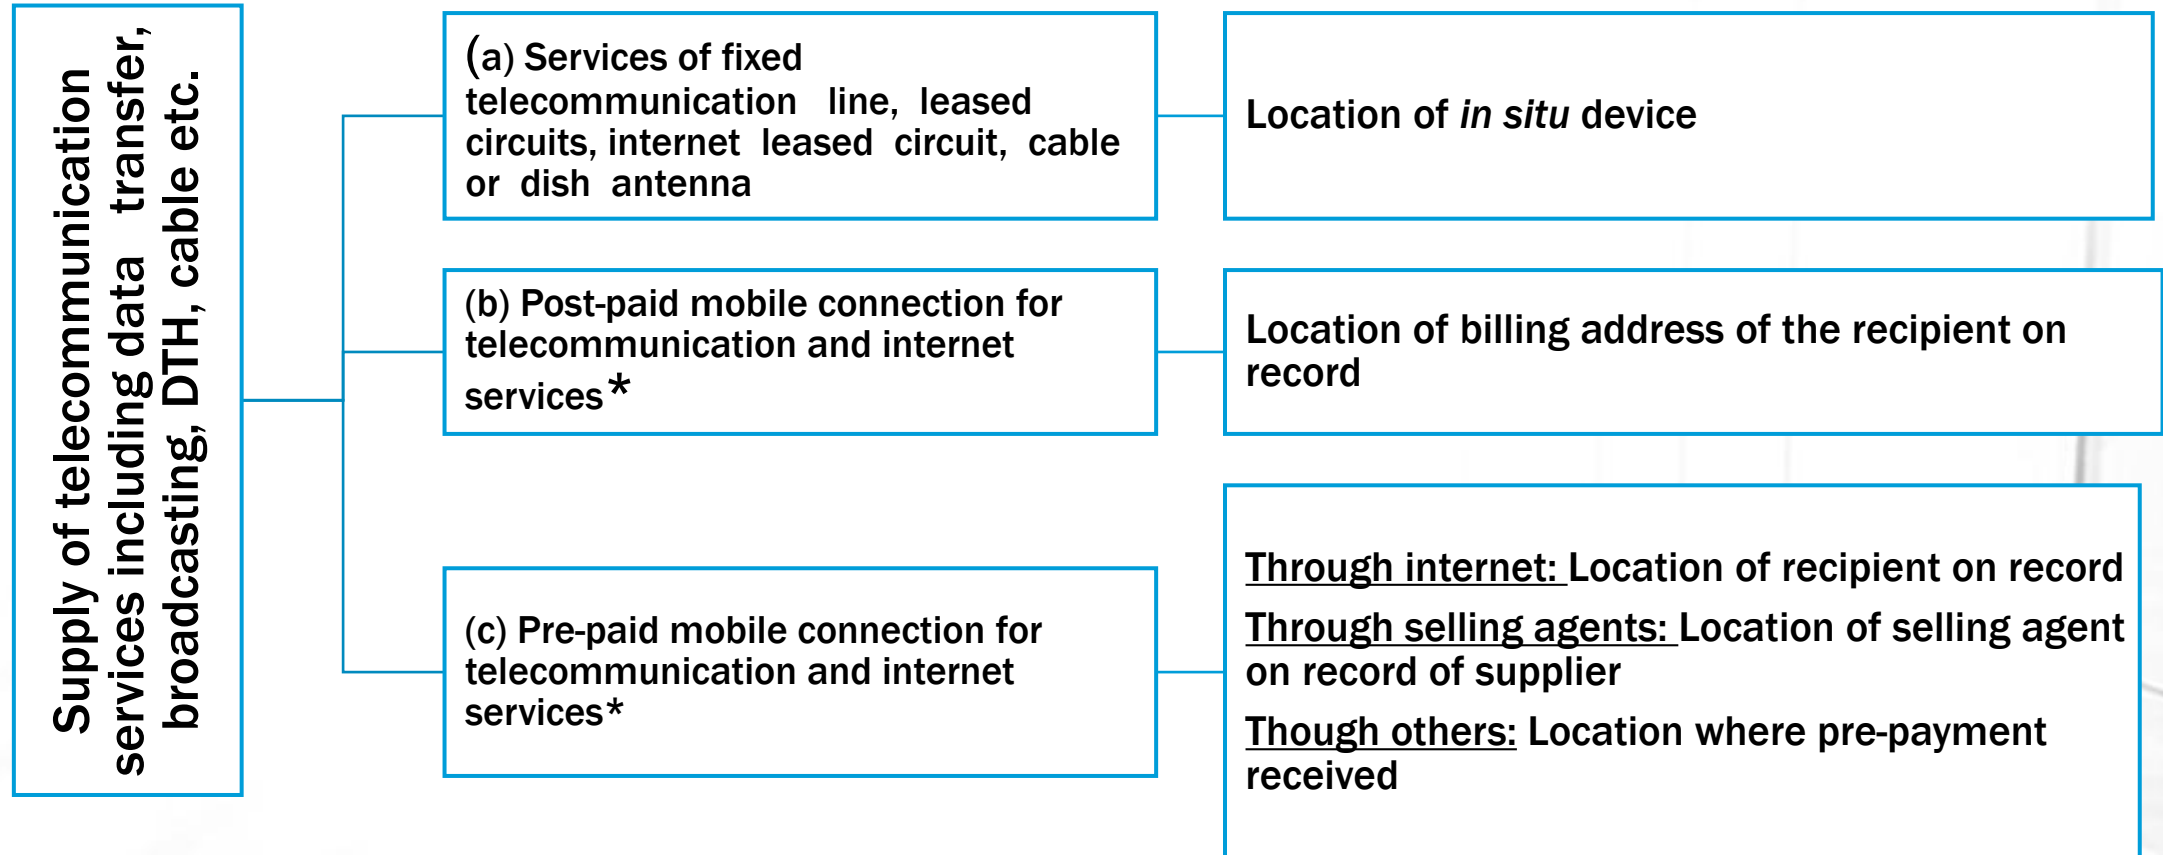 Supply of telecommunication
services including data transfer,
broadcasting, DTH, cable etc.
(a) Services of fixed
telecommunication line, leased
circuits, internet leased circuit, cable
or dish antenna
Location of in situ device
(b) Post-paid mobile connection for
telecommunication and internet
services*
Location of billing address of the recipient on
record
(c) Pre-paid mobile connection for
telecommunication and internet
services*
Through internet: Location of recipient on record
Through selling agents: Location of selling agent
on record of supplier
Though others: Location where pre-payment
received